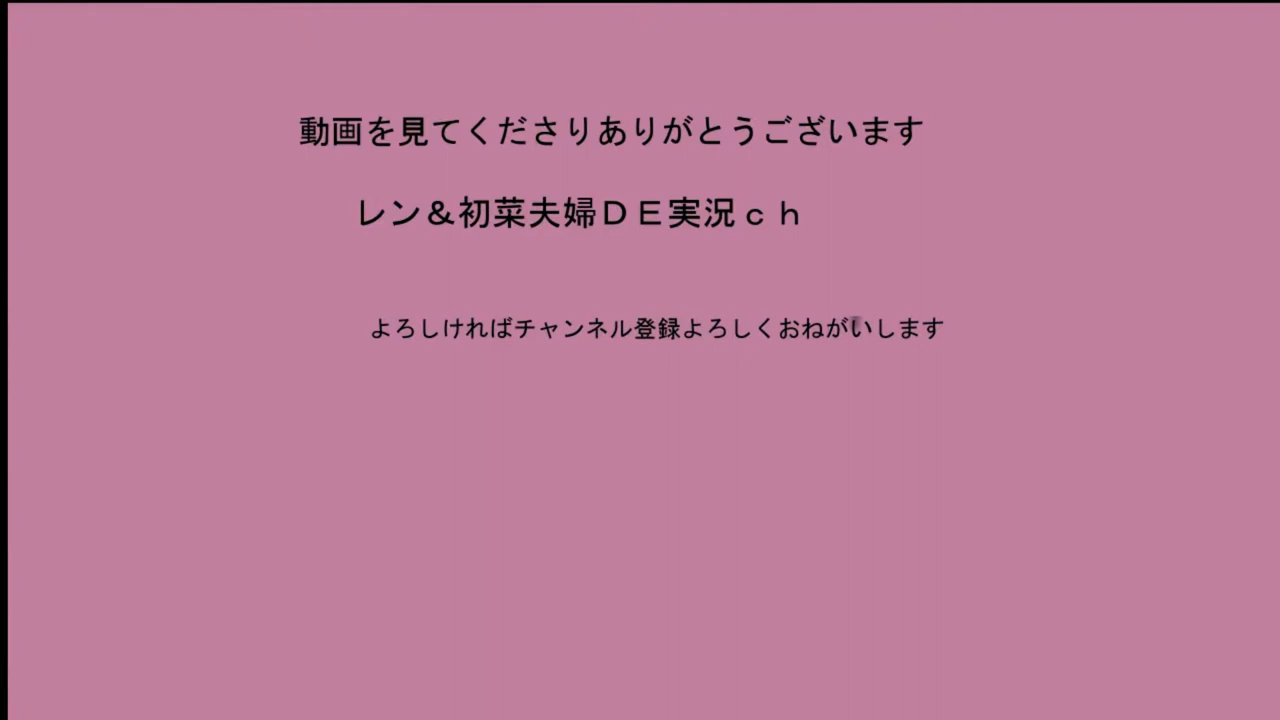 動画を見てくださりありがとうございます
レン＆初菜夫婦ＤＥ実況ｃｈ
よろしければチャンネル登録よろしくおねがいします